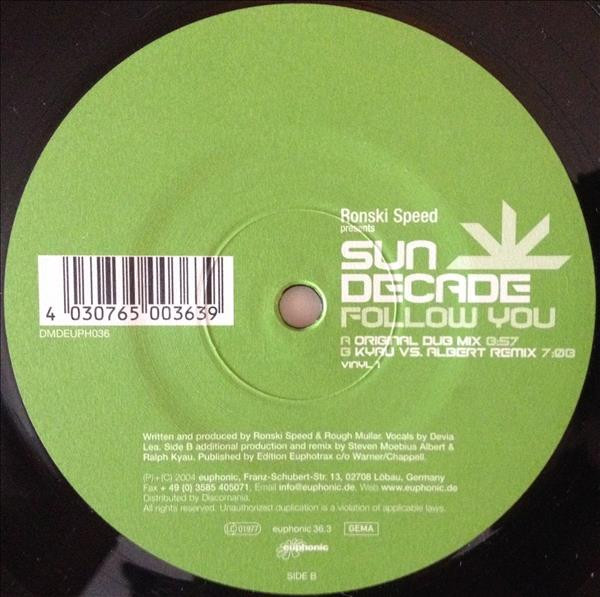 Ronski Speed
presents
SUN
DECADE
FOLLOW YOU
A ORIGINAL DUB MIX 8:57
B KYAU VS. ALBERT REMIX 7:08
VINYL 1
4 030765 003639
DMDEUPH036
Written and produced by Ronski Speed & Rough Mullar. Vocals by Devia
Lea. Side B additional production and remix by Steven Moebius Albert &
Ralph Kyau. Published by Edition Euphotrax c/o Warner/Chappell.
(P)+(C) 2004 euphonic, Franz-Schubert-Str. 13, 02708 Löbau, Germany
Fax + 49 (0) 3585 405071. Email info@euphonic.de. Web www.euphonic.de
Distributed by Discomania.
All rights reserved. Unauthorized duplication is a violation of applicable laws.
LC 01977 euphonic 36.3 GEMA
euphonic
SIDE B